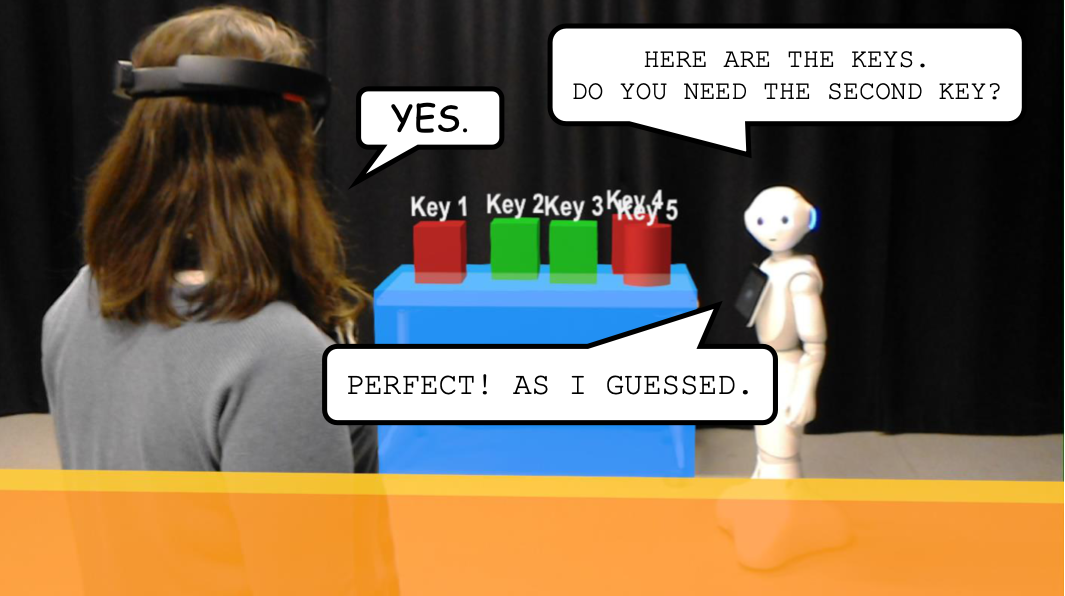 HERE ARE THE KEYS.
DO YOU NEED THE SECOND KEY?
YES.
Key 1 Key 2 Key 3 Key 4 Key 5
PERFECT! AS I GUESSED.